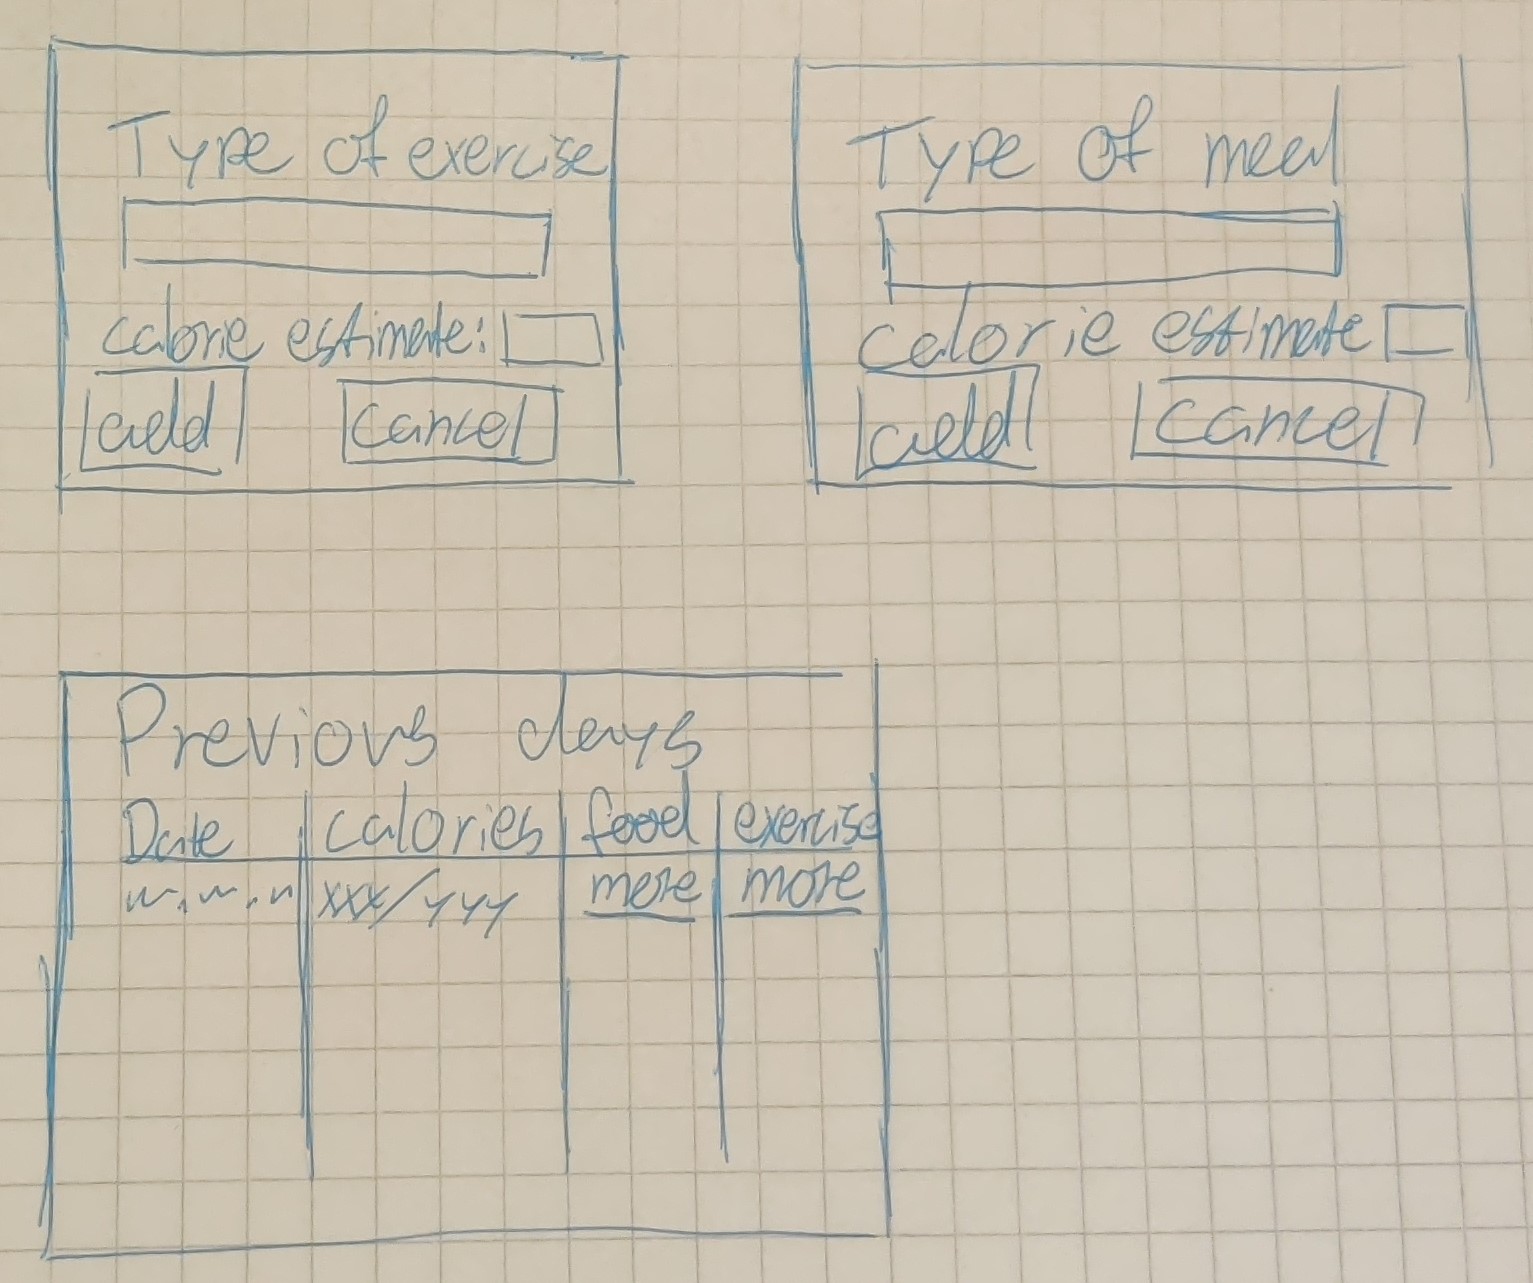 Type of exercise
calorie estimate:
add cancel
Type of meal
calorie estimate
add cancel
Previous days
Date calories food exercise
xxx/yyy more more